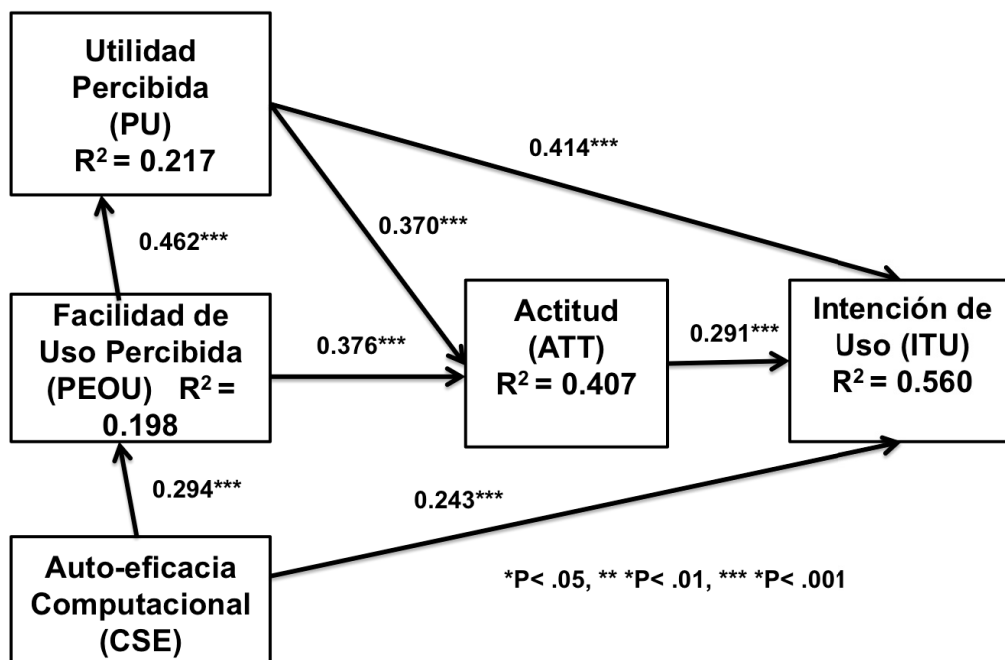 Utilidad
Percibida
(PU)
R² = 0.217
0.414***
0.370***
0.462***
Facilidad de
Uso Percibida
(PEOU) R² =
0.198
0.376***
Actitud
(ATT)
R² = 0.407
0.291***
Intención de
Uso (ITU)
R² = 0.560
0.294***
0.243***
Auto-eficacia
Computacional
(CSE)
*P< .05, ** *P< .01, *** *P< .001